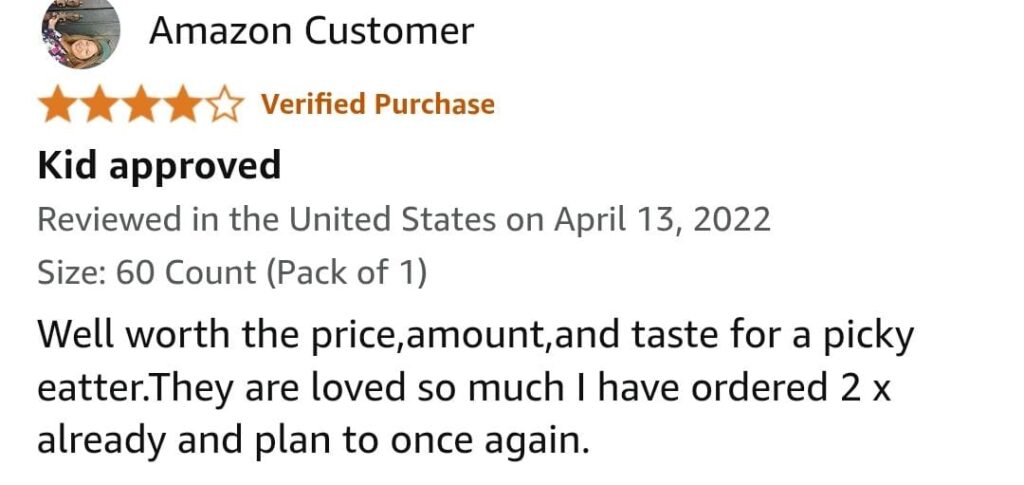 Amazon Customer
Verified Purchase
Kid approved
Reviewed in the United States on April 13, 2022
Size: 60 Count (Pack of 1)
Well worth the price,amount,and taste for a picky
eatter.They are loved so much I have ordered 2 x
already and plan to once again.